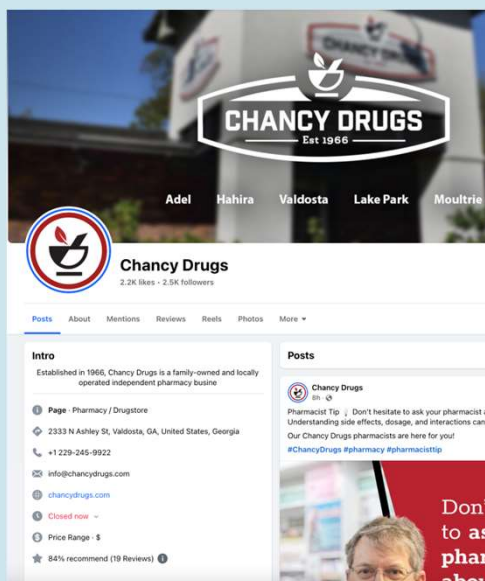 CHANCY DRUGS
CHANCY DRUGS
Est 1966
Adel Hahira Valdosta Lake Park Moultrie
Chancy Drugs
2.2K likes • 2.5K followers
Posts About Mentions Reviews Reels Photos More
Intro
Established in 1966, Chancy Drugs is a family-owned and locally
operated independent pharmacy busine
Page · Pharmacy / Drugstore
2333 N Ashley St, Valdosta, GA, United States, Georgia
+1 229-245-9922
info@chancydrugs.com
chancydrugs.com
Closed now
Price Range · $
84% recommend (19 Reviews)
Posts
Chancy Drugs
8h ·
Pharmacist Tip Don't hesitate to ask your pharmacist a
Understanding side effects, dosage, and interactions can
Our Chancy Drugs pharmacists are here for you!
#ChancyDrugs #pharmacy #pharmacisttip
Don'
to as
phar
abou